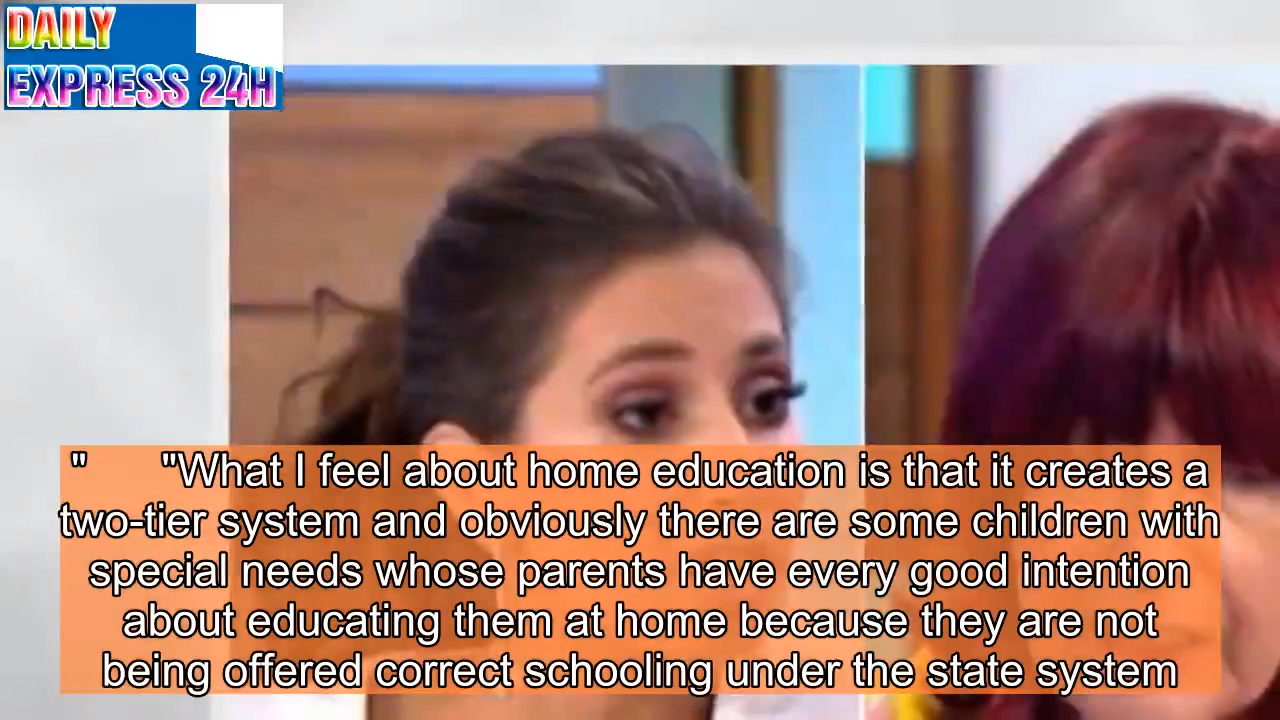 DAILY
EXPRESS 24H
"      "What I feel about home education is that it creates a
two-tier system and obviously there are some children with
special needs whose parents have every good intention
about educating them at home because they are not
being offered correct schooling under the state system